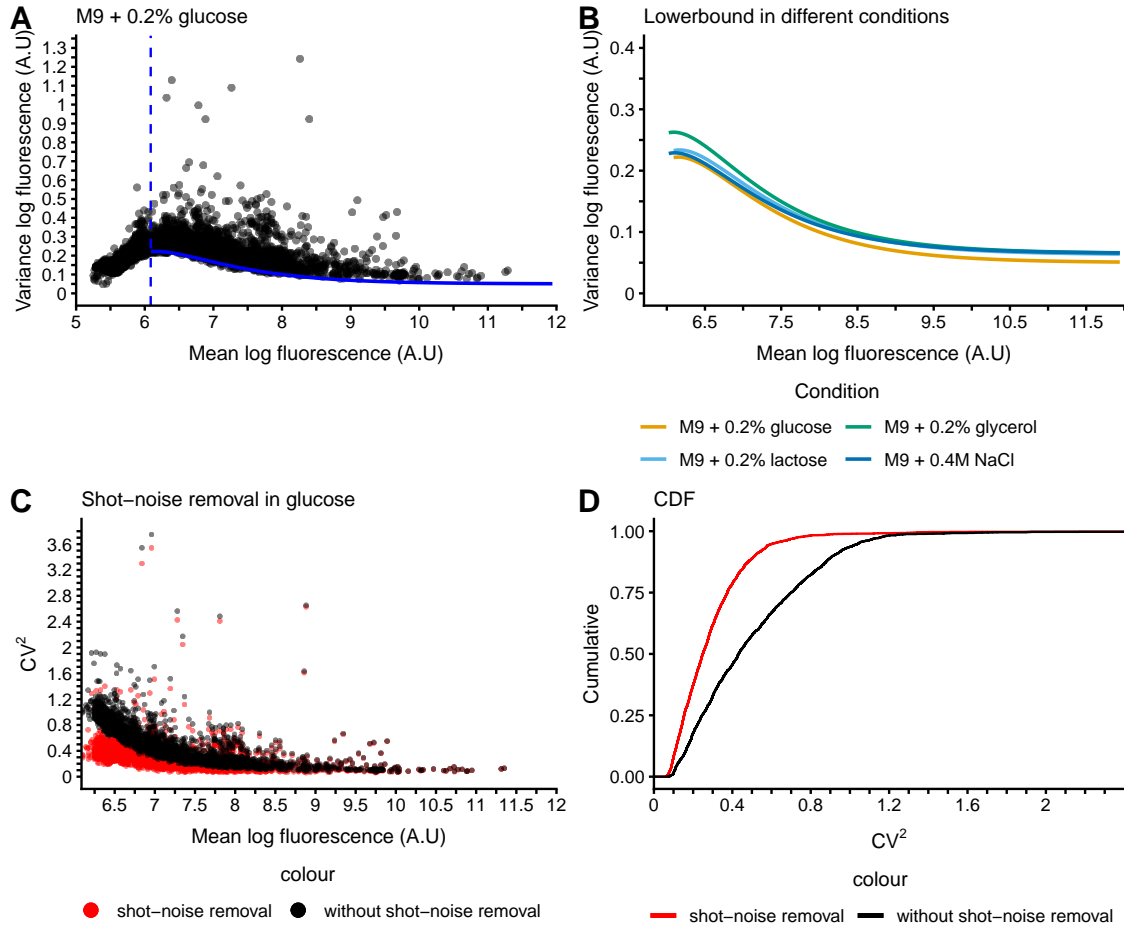 A
M9 + 0.2% glucose
Variance log fluorescence (A.U)
1.3
1.2
1.1
1
0.9
0.8
0.7
0.6
0.5
0.4
0.3
0.2
0.1
0
5 6 7 8 9 10 11 12
Mean log fluorescence (A.U)
B
Lowerbound in different conditions
Variance log fluorescence (A.U)
0.4
0.3
0.2
0.1
0
6.5 7.5 8.5 9.5 10.5 11.5
Mean log fluorescence (A.U)
Condition
M9 + 0.2% glucose M9 + 0.2% glycerol
M9 + 0.2% lactose M9 + 0.4M NaCl
C
Shot−noise removal in glucose
CV²
3.6
3.2
2.8
2.4
2
1.6
1.2
0.8
0.4
0
6.5 7 7.5 8 8.5 9 9.5 10 10.5 11 11.5 12
Mean log fluorescence (A.U)
colour
shot−noise removal without shot−noise removal
D
CDF
Cumulative
1.00
0.75
0.50
0.25
0.00
0 0.4 0.8 1.2 1.6 2
CV²
colour
shot−noise removal without shot−noise removal